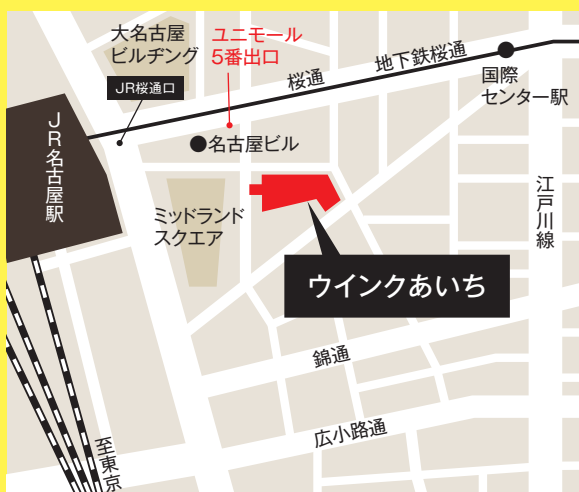 大名古屋
ビルヂング
ユニモール
5番出口
地下鉄桜通
桜通
国際
センター駅
JR桜通口
JR名古屋駅
名古屋ビル
ミッドランド
スクエア
江戸川線
ウインクあいち
錦通
広小路通
至東京